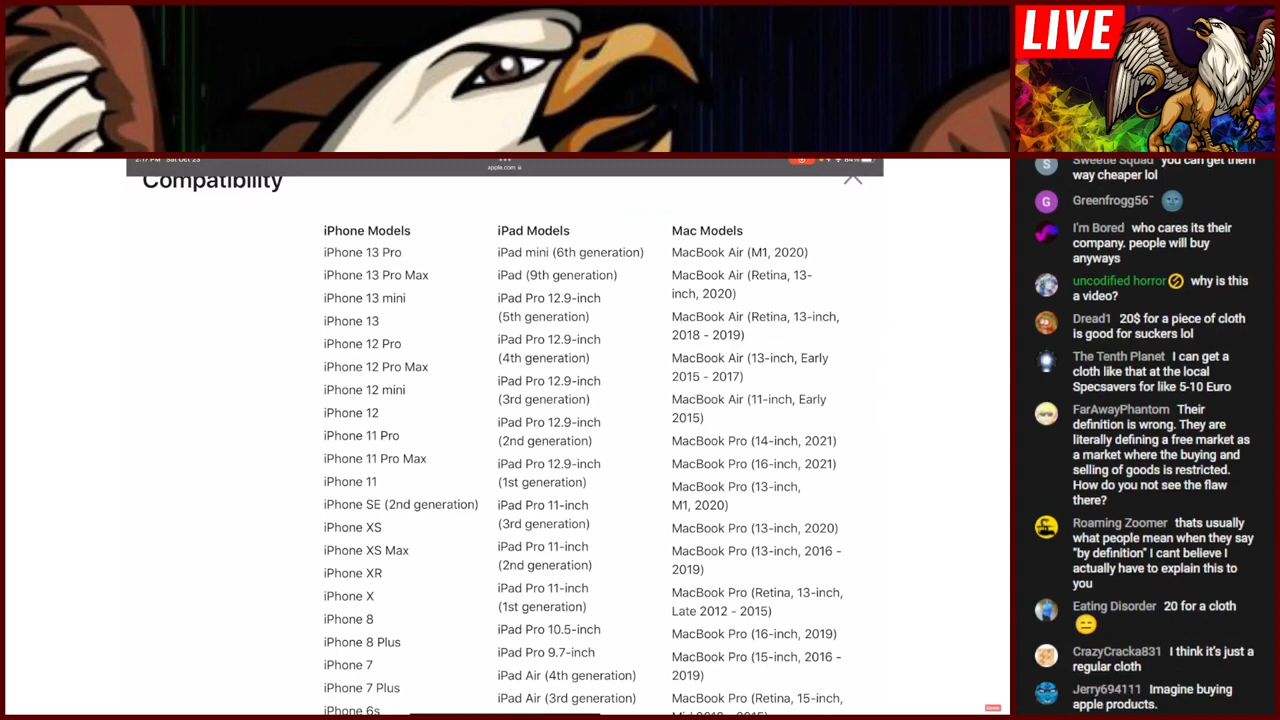 LIVE
2:17 PM Sat Oct 23
apple.com
84%
Compatibility
iPhone Models
iPhone 13 Pro
iPhone 13 Pro Max
iPhone 13 mini
iPhone 13
iPhone 12 Pro
iPhone 12 Pro Max
iPhone 12 mini
iPhone 12
iPhone 11 Pro
iPhone 11 Pro Max
iPhone 11
iPhone SE (2nd generation)
iPhone XS
iPhone XS Max
iPhone XR
iPhone X
iPhone 8
iPhone 8 Plus
iPhone 7
iPhone 7 Plus
iPhone 6s
iPad Models
iPad mini (6th generation)
iPad (9th generation)
iPad Pro 12.9-inch
(5th generation)
iPad Pro 12.9-inch
(4th generation)
iPad Pro 12.9-inch
(3rd generation)
iPad Pro 12.9-inch
(2nd generation)
iPad Pro 12.9-inch
(1st generation)
iPad Pro 11-inch
(3rd generation)
iPad Pro 11-inch
(2nd generation)
iPad Pro 11-inch
(1st generation)
iPad Pro 10.5-inch
iPad Pro 9.7-inch
iPad Air (4th generation)
iPad Air (3rd generation)
Mac Models
MacBook Air (M1, 2020)
MacBook Air (Retina, 13-
inch, 2020)
MacBook Air (Retina, 13-inch,
2018 - 2019)
MacBook Air (13-inch, Early
2015 - 2017)
MacBook Air (11-inch, Early
2015)
MacBook Pro (14-inch, 2021)
MacBook Pro (16-inch, 2021)
MacBook Pro (13-inch,
M1, 2020)
MacBook Pro (13-inch, 2020)
MacBook Pro (13-inch, 2016 -
2019)
MacBook Pro (Retina, 13-inch,
Late 2012 - 2015)
MacBook Pro (16-inch, 2019)
MacBook Pro (15-inch, 2016 -
2019)
MacBook Pro (Retina, 15-inch,
S
Sweetie Squad you can get them
way cheaper lol
G
Greenfrogg56~
I'm Bored who cares its their
company. people will buy
anyways
uncodified horror why is this
a video?
Dread1 20$ for a piece of cloth
is good for suckers lol
The Tenth Planet I can get a
cloth like that at the local
Specsavers for like 5-10 Euro
FarAwayPhantom Their
definition is wrong. They are
literally defining a free market as
a market where the buying and
selling of goods is restricted.
How do you not see the flaw
there?
Roaming Zoomer thats usually
what people mean when they say
"by definition" I cant believe I
actually have to explain this to
you
Eating Disorder 20 for a cloth
CrazyCracka831 I think it's just a
regular cloth
Jerry694111 Imagine buying
apple products.